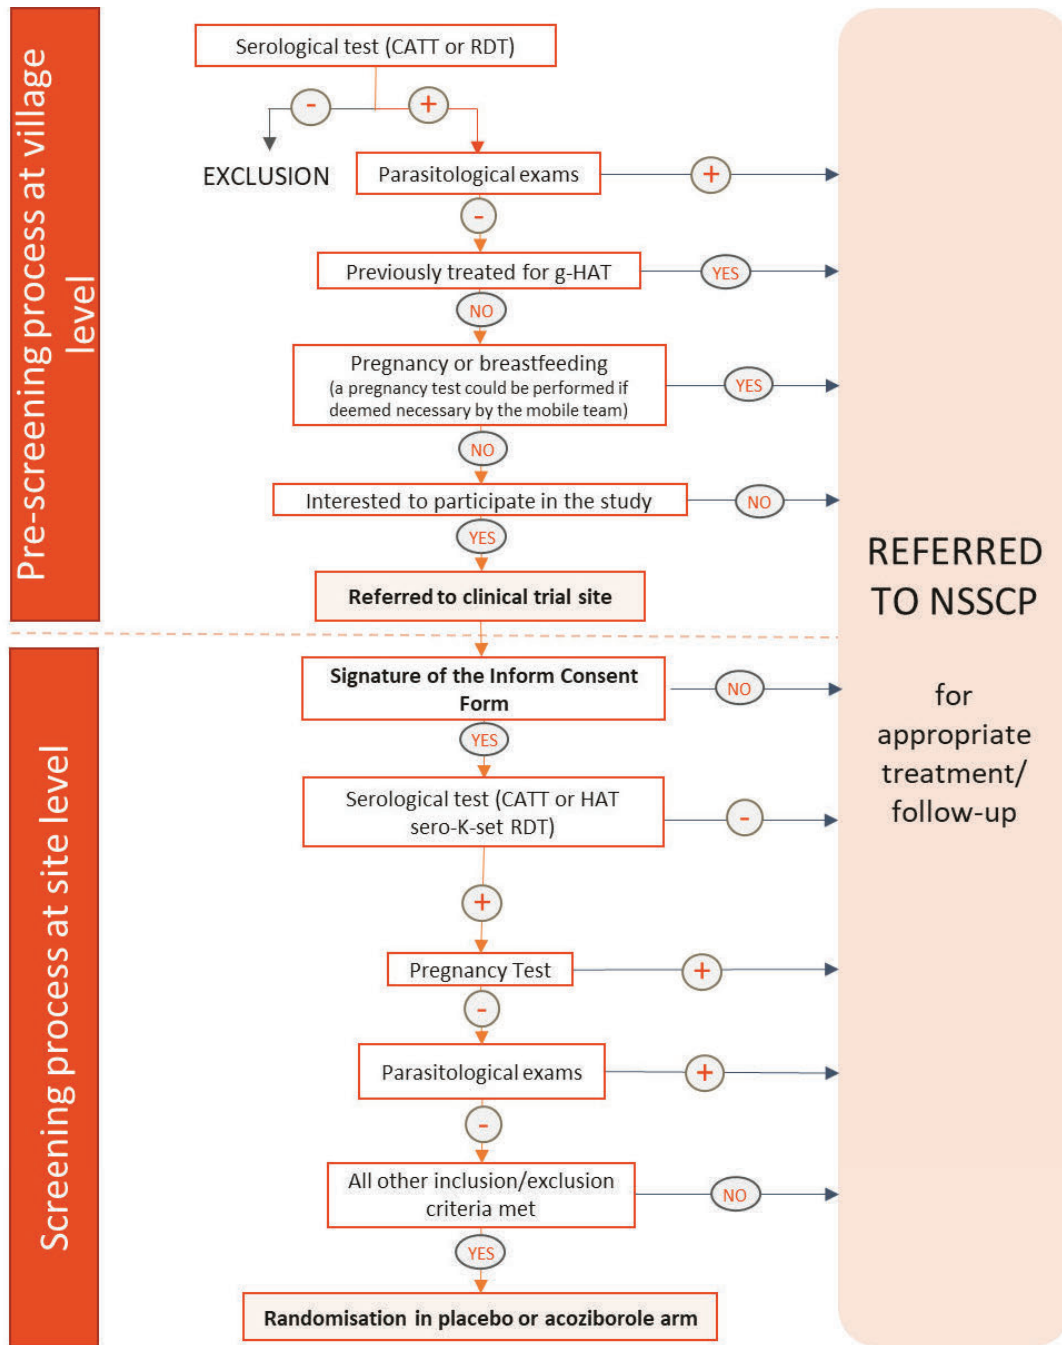 Pre-screening process at village
level
Serological test (CATT or RDT)
-
+
EXCLUSION
Parasitological exams
+
-
Previously treated for g-HAT
YES
NO
Pregnancy or breastfeeding
(a pregnancy test could be performed if
deemed necessary by the mobile team)
YES
NO
Interested to participate in the study
NO
YES
Referred to clinical trial site
Screening process at site level
Signature of the Inform Consent
Form
NO
YES
Serological test (CATT or HAT
sero-K-set RDT)
-
+
Pregnancy Test
+
-
Parasitological exams
+
-
All other inclusion/exclusion
criteria met
NO
YES
Randomisation in placebo or acoziborole arm
REFERRED
TO NSSCP
for
appropriate
treatment/
follow-up